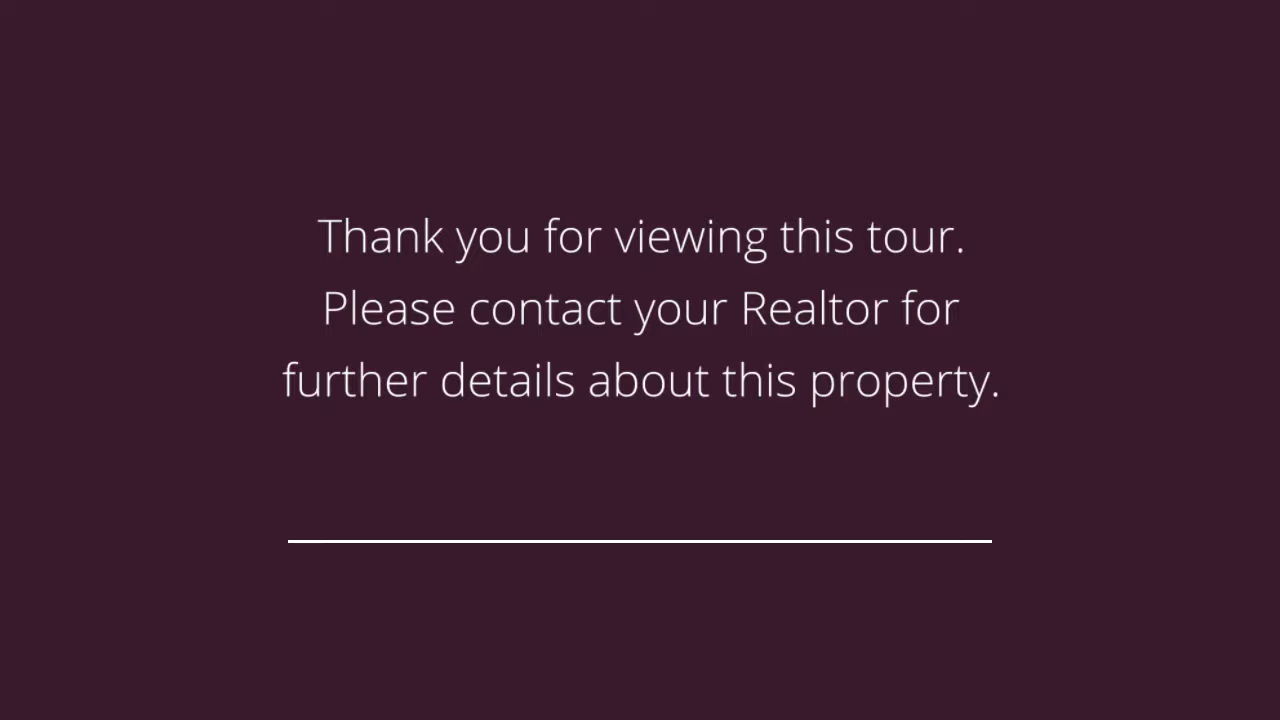 Thank you for viewing this tour.
Please contact your Realtor for
further details about this property.